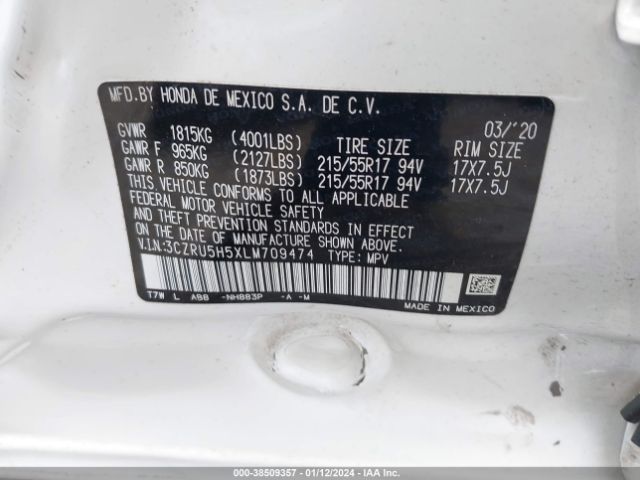 MFD.BY HONDA DE MEXICO S.A. DE C.V.
03/'20
GVWR 1815KG (4001LBS) TIRE SIZE RIM SIZE
GAWR F 965KG (2127LBS) 215/55R17 94V 17X7.5J
GAWR R 850KG (1873LBS) 215/55R17 94V 17X7.5J
THIS VEHICLE CONFORMS TO ALL APPLICABLE
FEDERAL MOTOR VEHICLE SAFETY
AND THEFT PREVENTION STANDARDS IN EFFECT
ON THE DATE OF MANUFACTURE SHOWN ABOVE.
V.I.N:3CZRU5H5XLM709474 TYPE: MPV
T7W L ABB -NH883P -A -M
MADE IN MEXICO
000-38509357 - 01/12/2024 - IAA Inc.